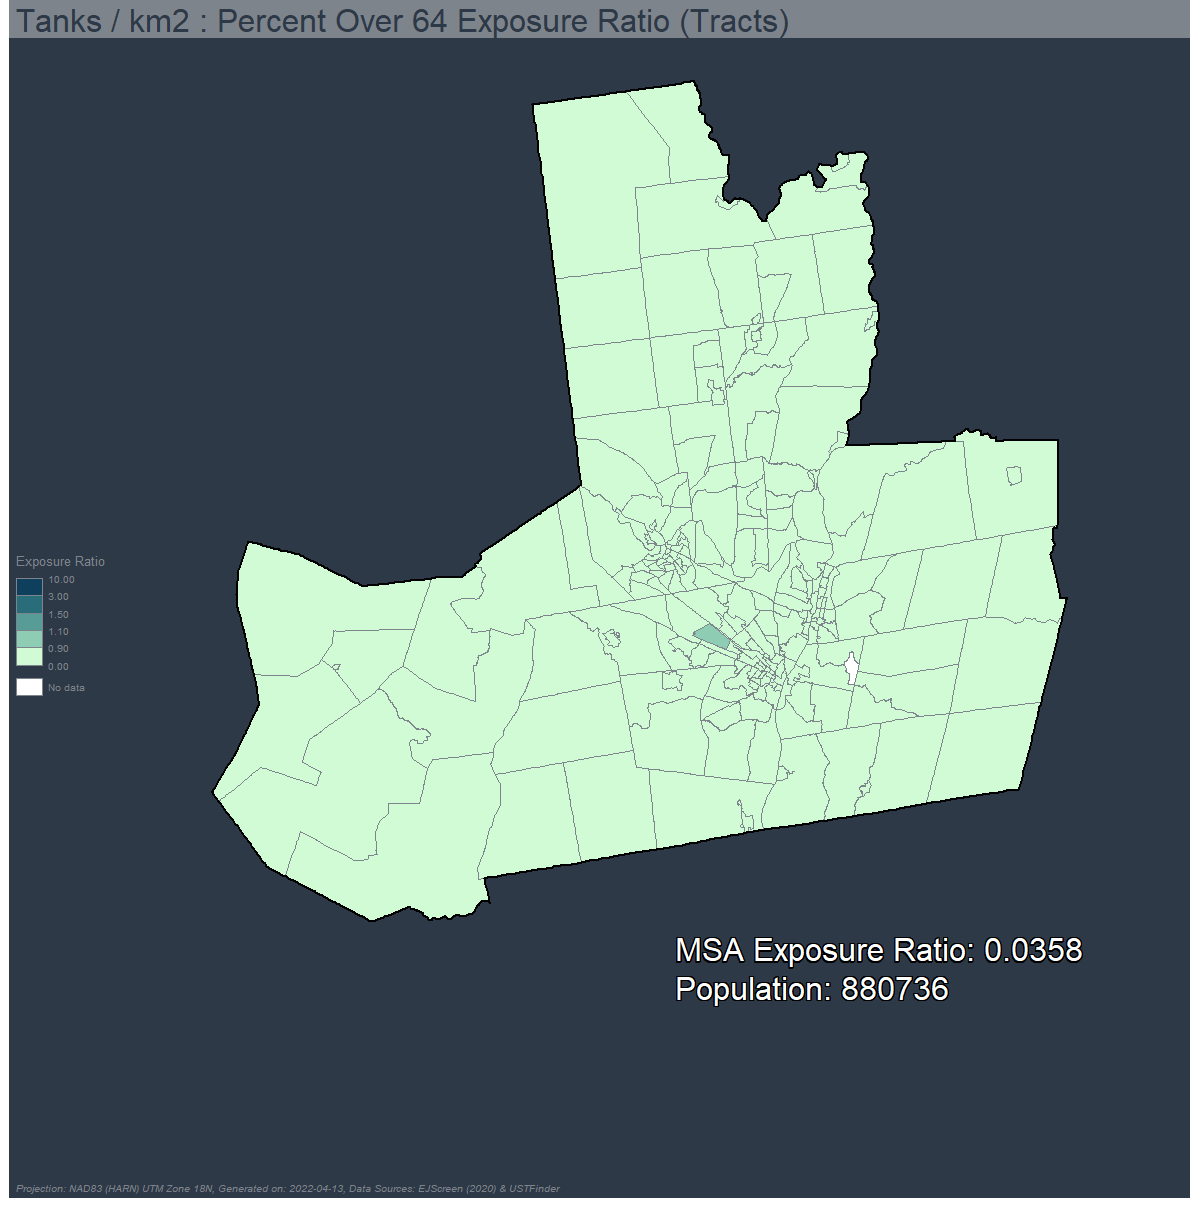 Tanks / km2 : Percent Over 64 Exposure Ratio (Tracts)
Exposure Ratio
10.00
3.00
1.50
1.10
0.90
0.00
No data
MSA Exposure Ratio: 0.0358
Population: 880736
Projection: NAD83 (HARN) UTM Zone 18N, Generated on: 2022-04-13, Data Sources: EJScreen (2020) & USTFinder